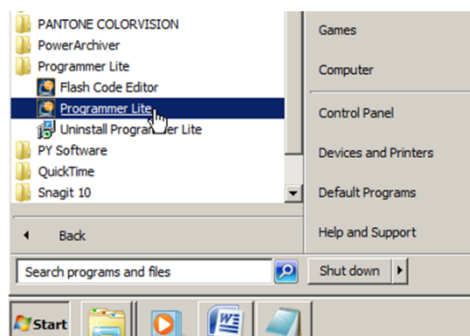 PANTONE COLORVISION
PowerArchiver
Programmer Lite
Flash Code Editor
Programmer Lite
Uninstall Programmer Lite
PY Software
QuickTime
Snagit 10
Back
Search programs and files
Games
Computer
Control Panel
Devices and Printers
Default Programs
Help and Support
Shut down
Start